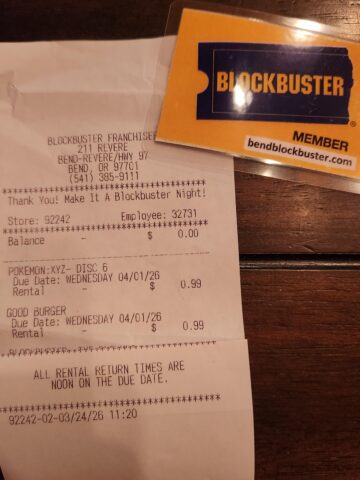 BLOCKBUSTER
MEMBER
bendblockbuster.com
BLOCKBUSTER FRANCHISEE
211 REVERE
BEND-REVERE/HWY 97
BEND, OR 97701
(541) 385-9111
************************************
Thank You! Make It A Blockbuster Night!
Store: 92242 Employee: 32731
************************************
Balance - $ 0.00
POKEMON:XYZ- DISC 6
Due Date: WEDNESDAY 04/01/26
Rental - $ 0.99
GOOD BURGER
Due Date: WEDNESDAY 04/01/26
Rental - $ 0.99
ALL RENTAL RETURN TIMES ARE
NOON ON THE DUE DATE.
************************************
92242-02-03/24/26 11:20